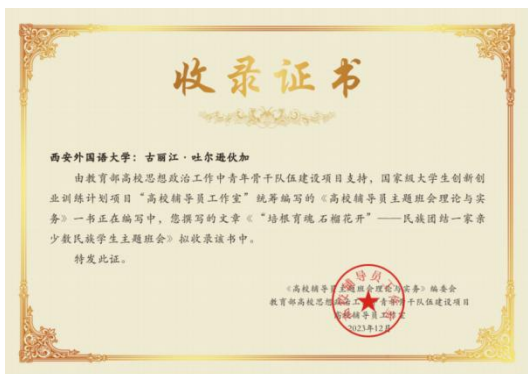 收录证书
西安外国语大学：古丽江·吐尔逊伏加
由教育部高校思想政治工作中青年骨干队伍建设项目支持，国家级大学生创新创
业训练计划项目“高校辅导员工作室”统筹编写的《高校辅导员主题班会理论与实
务》一书正在编写中，您撰写的文章《“培根育魂 石榴花开”——民族团结一家亲
少数民族学生主题班会》拟收录该书中。
特发此证。
《高校辅导员主题班会理论与实务》编委会
教育部高校思想政治工作中青年骨干队伍建设项目
高校辅导员工作室
2023年12月